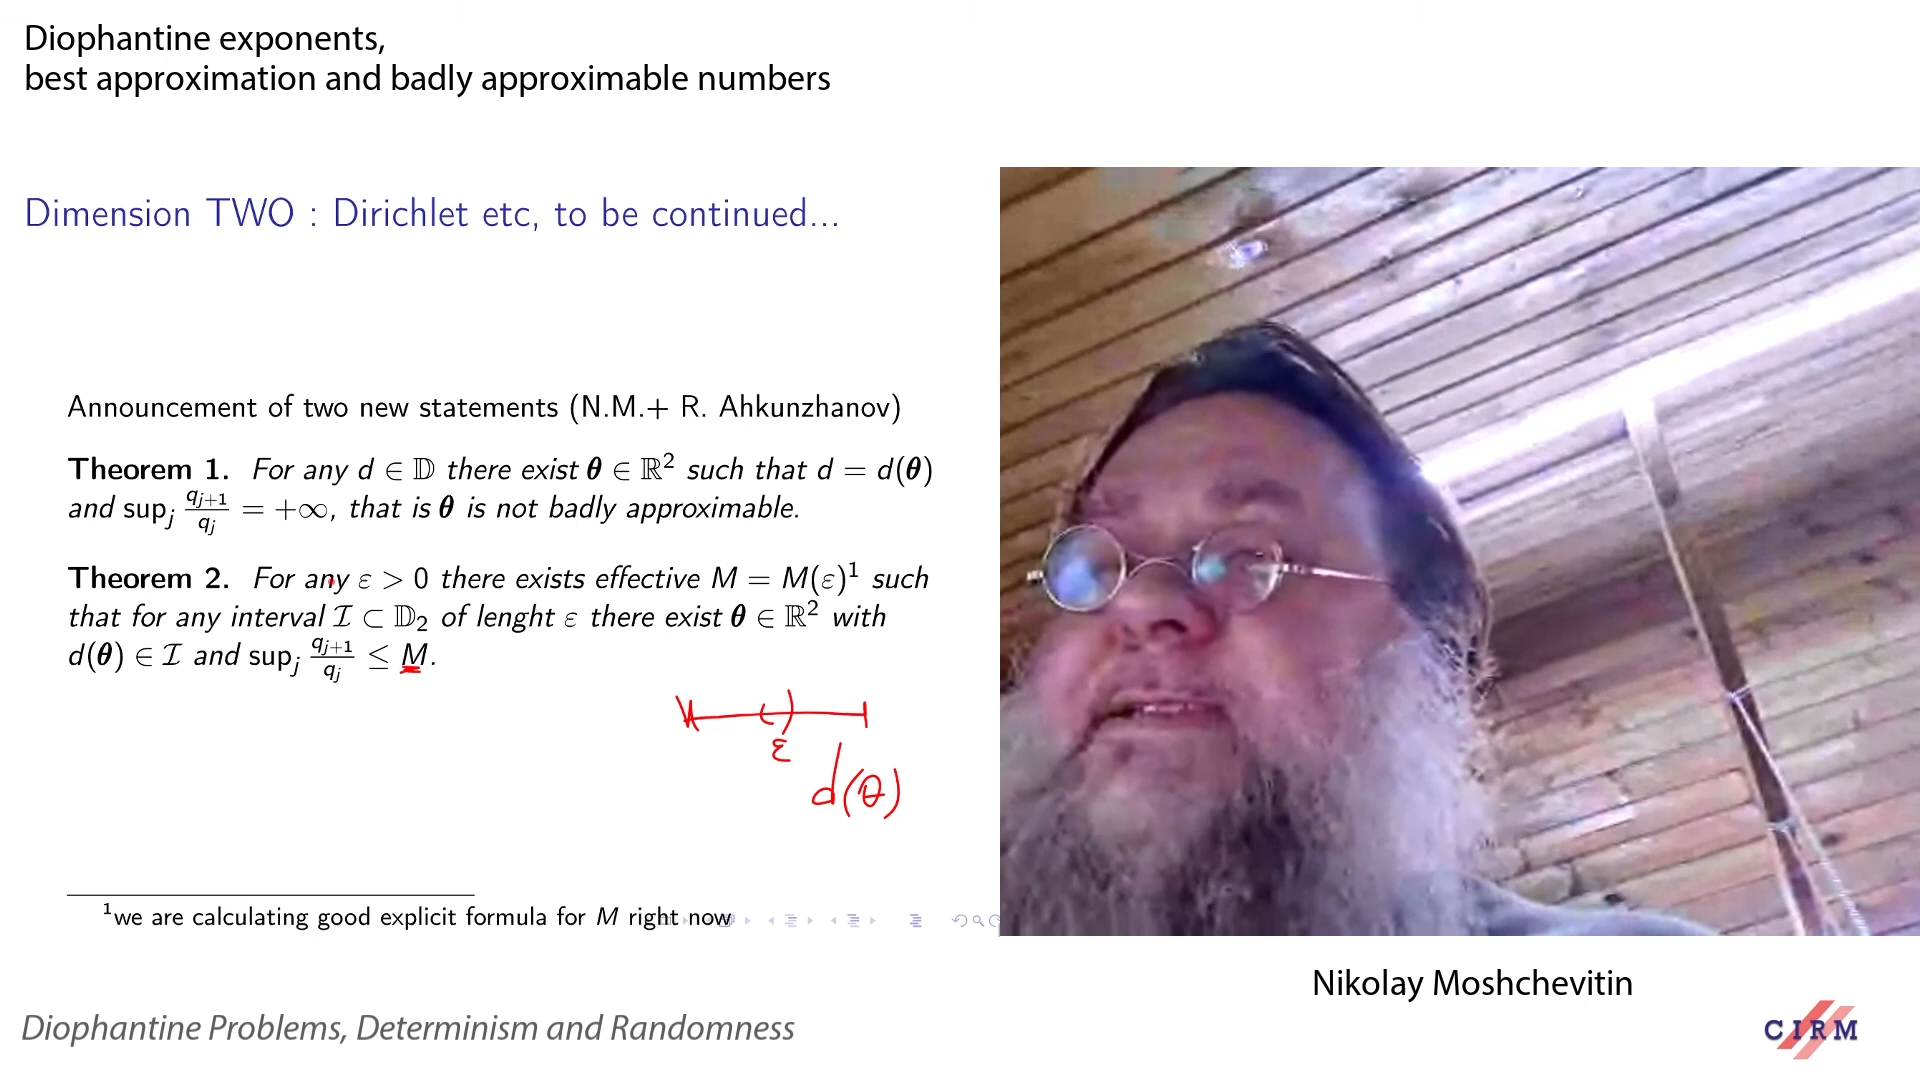 Diophantine exponents,
best approximation and badly approximable numbers
Dimension TWO : Dirichlet etc, to be continued...
Announcement of two new statements (N.M.+ R. Ahkunzhanov)
Theorem 1. For any d ∈ 𝔻 there exist θ ∈ ℝ² such that d = d(θ)
and sup_j q_{j+1}/q_j = +∞, that is θ is not badly approximable.
Theorem 2. For any ε > 0 there exists effective M = M(ε)¹ such
that for any interval ℐ ⊂ 𝔻₂ of lenght ε there exist θ ∈ ℝ² with
d(θ) ∈ ℐ and sup_j q_{j+1}/q_j ≤ M.
ε
d(θ)
¹we are calculating good explicit formula for M right now
Nikolay Moshchevitin
Diophantine Problems, Determinism and Randomness
CIRM